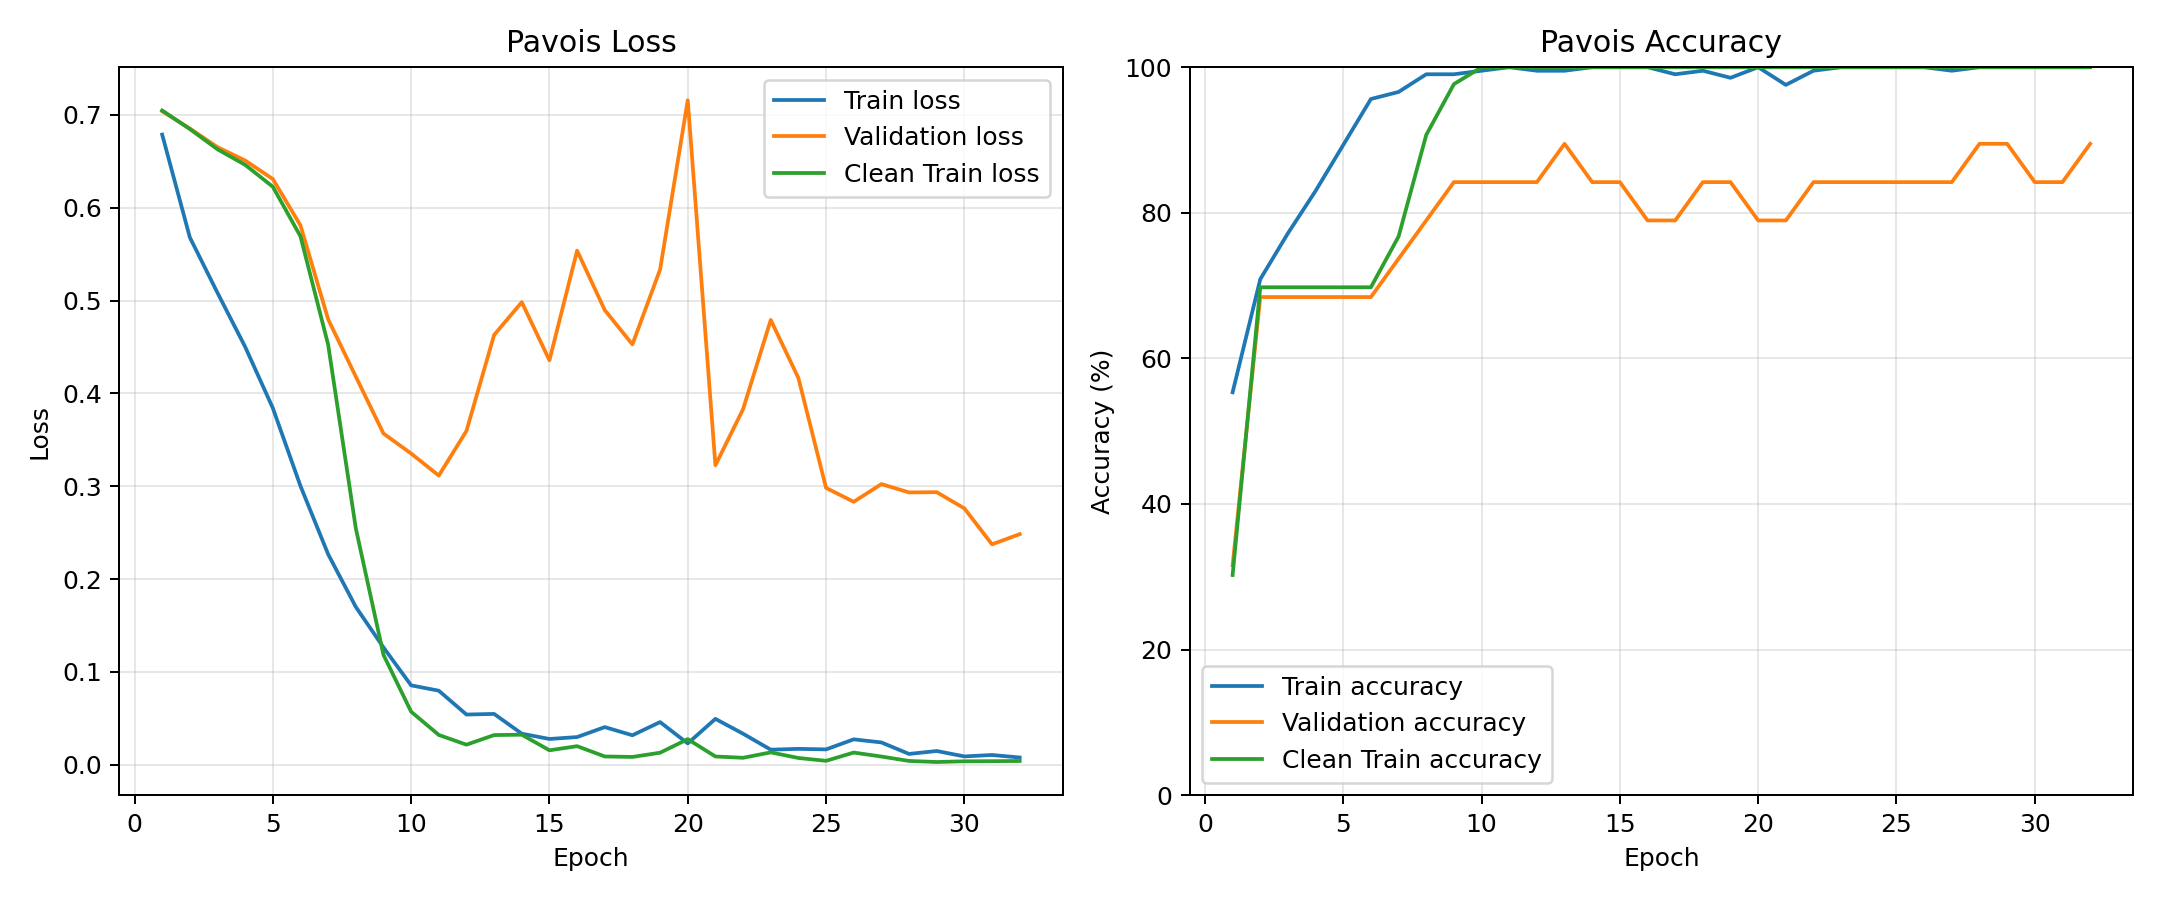 Pavois Loss
Train loss
Validation loss
Clean Train loss
0.7
0.6
0.5
0.4
0.3
0.2
0.1
0.0
Loss
0
5
10
15
20
25
30
Epoch
Pavois Accuracy
100
80
60
40
20
0
Accuracy (%)
Train accuracy
Validation accuracy
Clean Train accuracy
0
5
10
15
20
25
30
Epoch